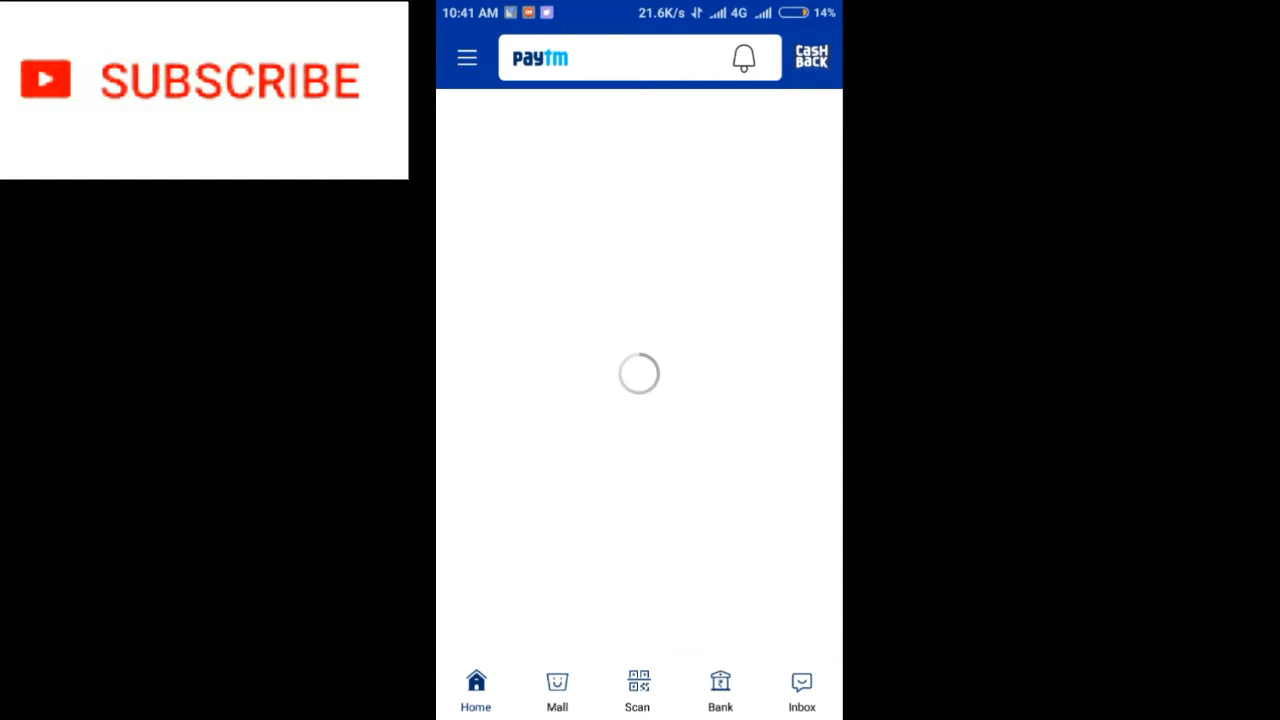 SUBSCRIBE
10:41 AM 21.6K/s 4G 14%
paytm
CASH
BACK
Home Mall Scan Bank Inbox